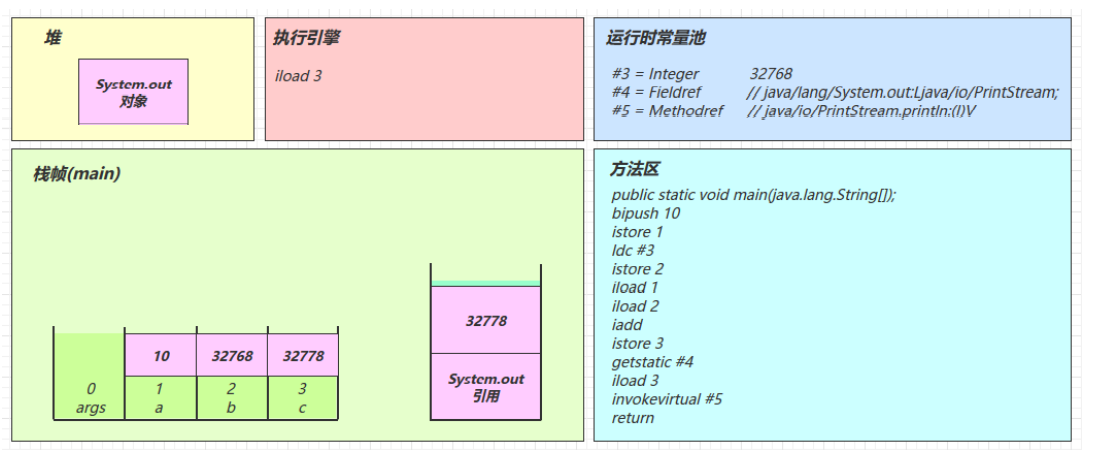 堆
System.out
对象
执行引擎
iload 3
运行时常量池
#3 = Integer 32768
#4 = Fieldref // java/lang/System.out:Ljava/io/PrintStream;
#5 = Methodref // java/io/PrintStream.println:(I)V
栈帧(main)
10 32768 32778
0 1 2 3
args a b c
32778
System.out
引用
方法区
public static void main(java.lang.String[]);
bipush 10
istore 1
ldc #3
istore 2
iload 1
iload 2
iadd
istore 3
getstatic #4
iload 3
invokevirtual #5
return